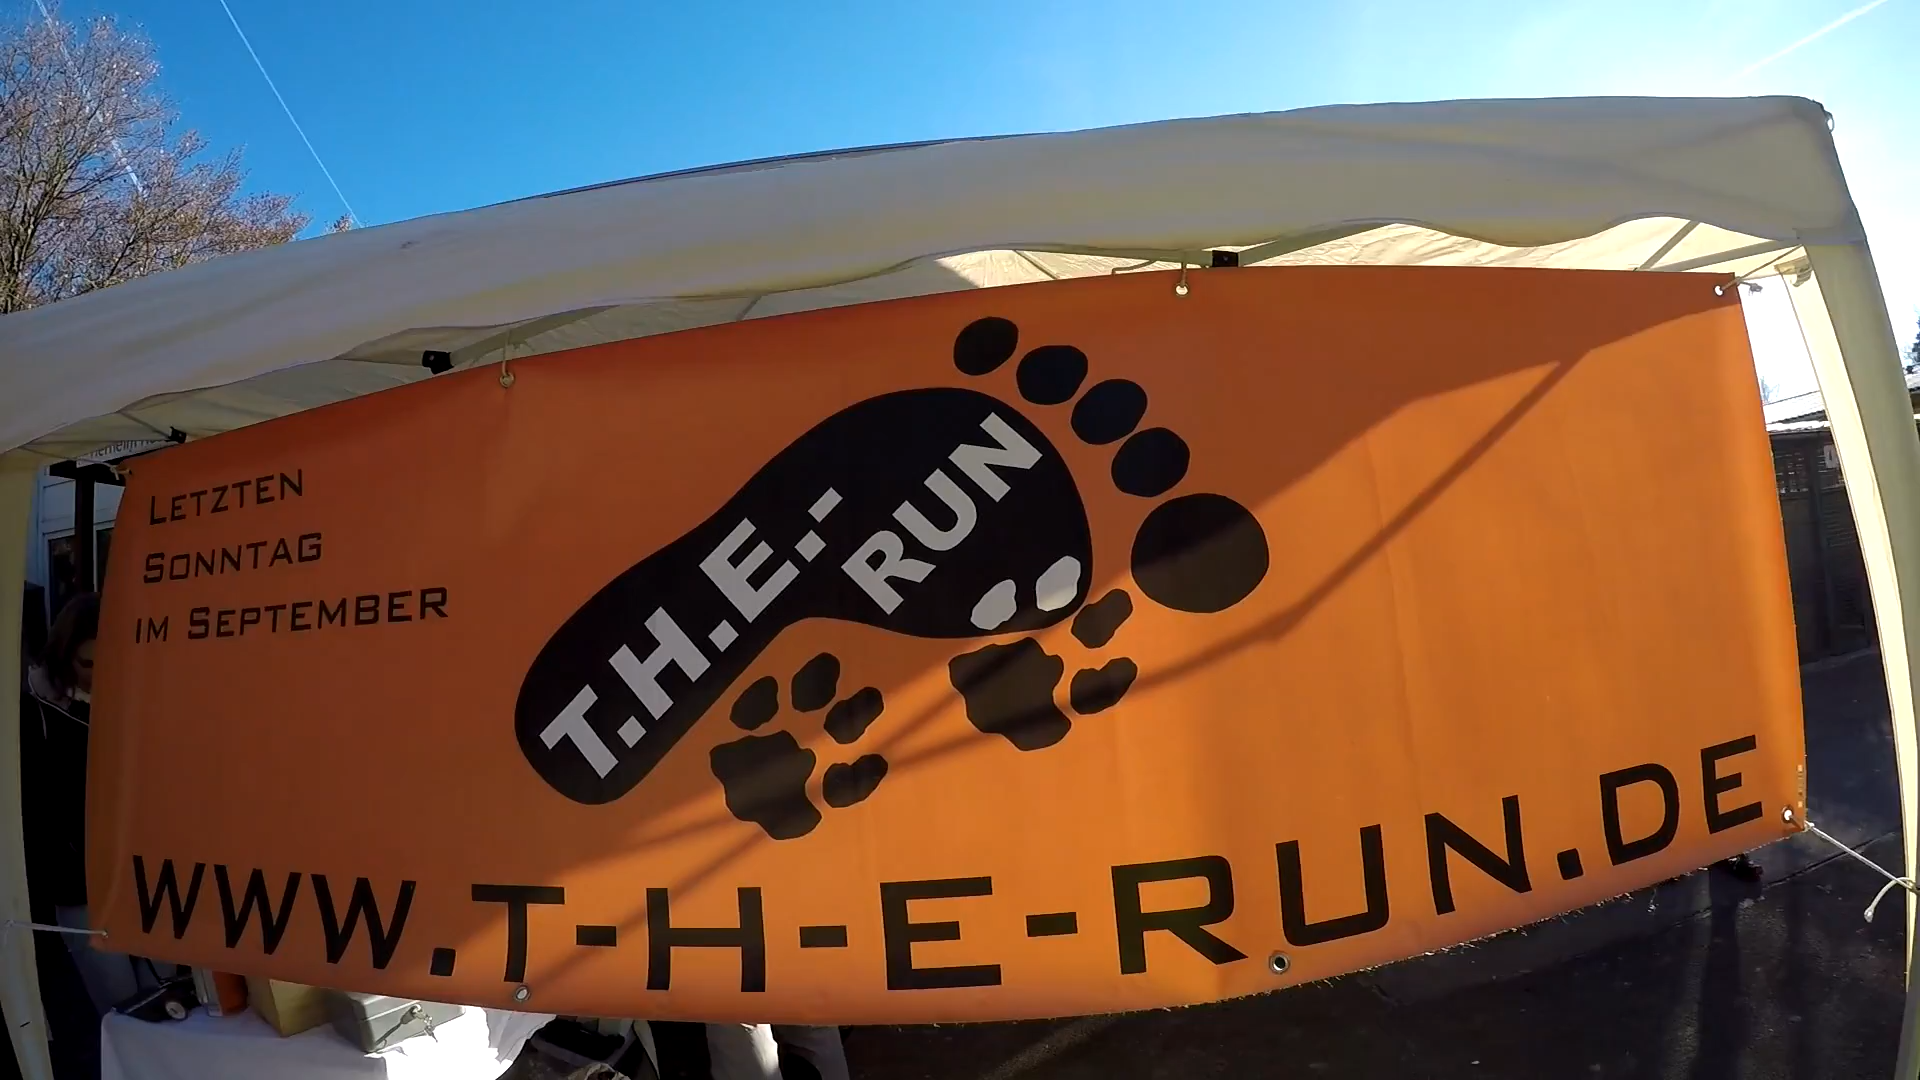 LETZTEN
SONNTAG
IM SEPTEMBER
T.H.E.-
RUN
WWW.T-H-E-RUN.DE